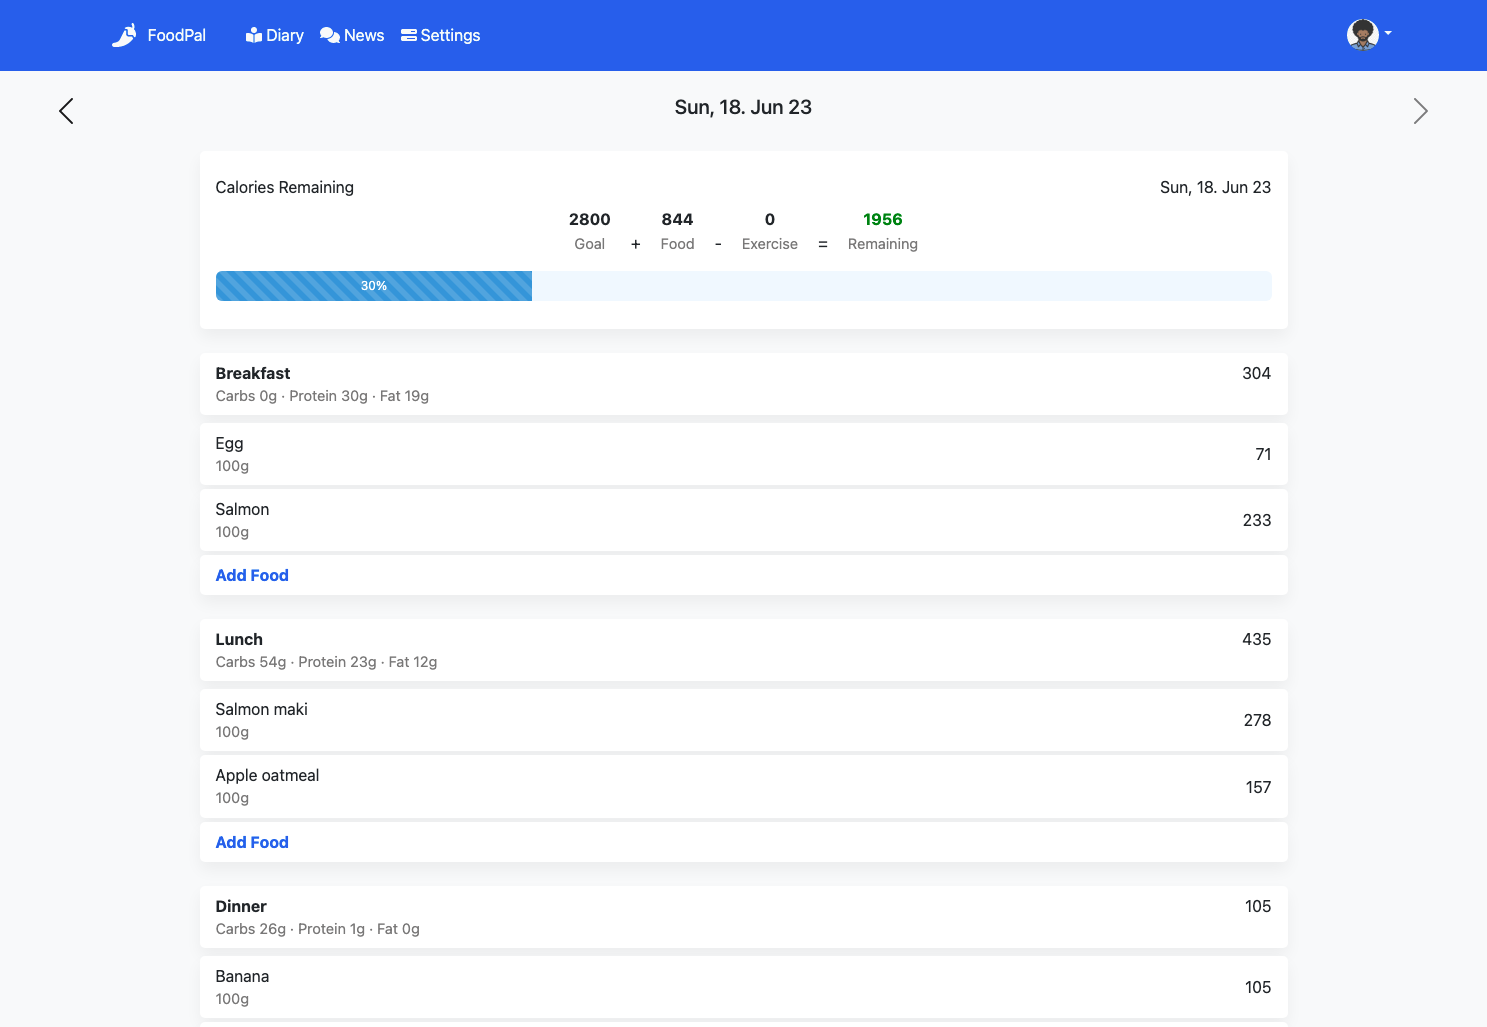 FoodPal Diary News Settings
Sun, 18. Jun 23
Calories Remaining Sun, 18. Jun 23
2800 844 0 1956
Goal + Food - Exercise = Remaining
30%
Breakfast 304
Carbs 0g · Protein 30g · Fat 19g
Egg
100g
71
Salmon
100g
233
Add Food
Lunch 435
Carbs 54g · Protein 23g · Fat 12g
Salmon maki
100g
278
Apple oatmeal
100g
157
Add Food
Dinner 105
Carbs 26g · Protein 1g · Fat 0g
Banana
100g
105